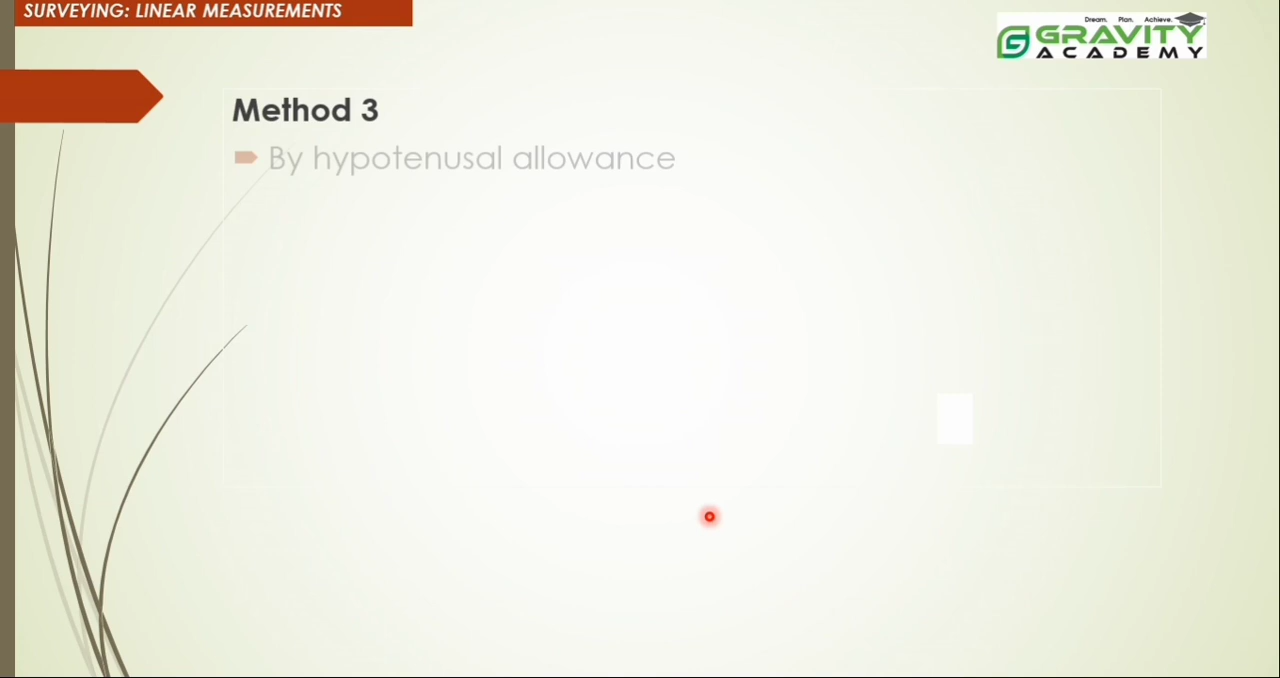 SURVEYING: LINEAR MEASUREMENTS
Dream. Plan. Achieve.
GRAVITY
ACADEMY
Method 3
By hypotenusal allowance